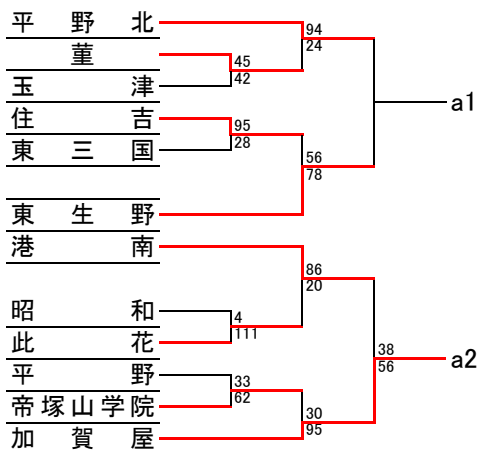 平野北
菫
玉津
住吉
東三国
東生野
港南
昭和
此花
平野
帝塚山学院
加賀屋
94
24
45
42
95
28
56
78
86
20
4
111
33
62
30
95
38
56
a1
a2